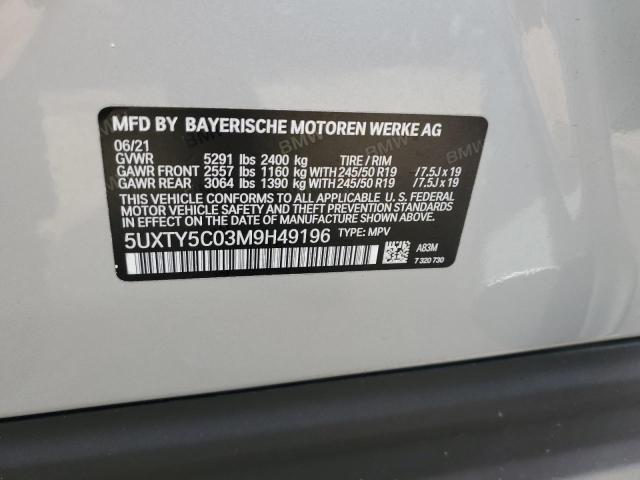 MFD BY BAYERISCHE MOTOREN WERKE AG
06/21
GVWR 5291 lbs 2400 kg TIRE / RIM
GAWR FRONT 2557 lbs 1160 kg WITH 245/50 R19 / 7.5J x 19
GAWR REAR 3064 lbs 1390 kg WITH 245/50 R19 / 7.5J x 19
THIS VEHICLE CONFORMS TO ALL APPLICABLE U. S. FEDERAL
MOTOR VEHICLE SAFETY, BUMPER, AND THEFT PREVENTION
STANDARDS IN EFFECT ON THE DATE OF MANUFACTURE SHOWN ABOVE.
5UXTY5C03M9H49196 TYPE: MPV
A83M
7 320 730